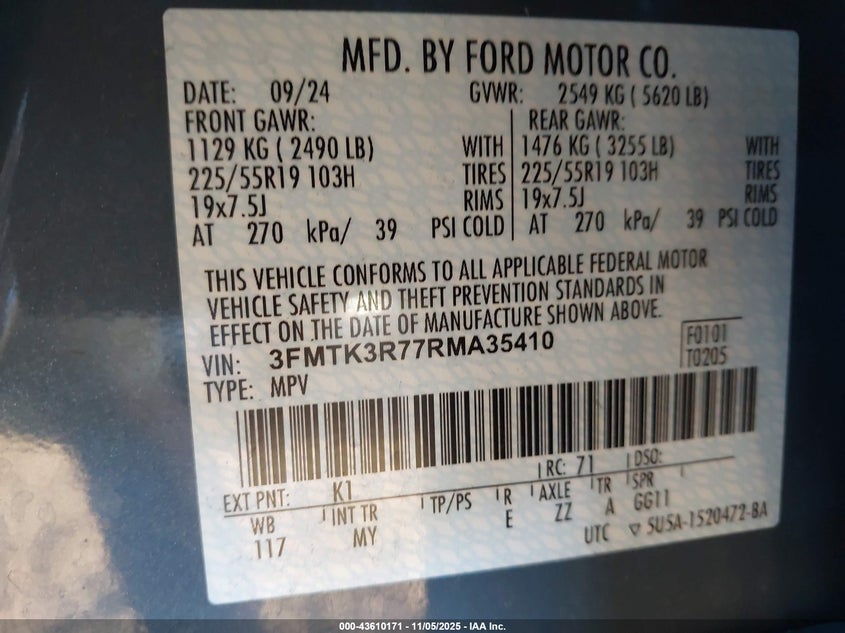 MFD. BY FORD MOTOR CO.
DATE: 09/24 GVWR: 2549 KG ( 5620 LB)
FRONT GAWR: REAR GAWR:
1129 KG ( 2490 LB) WITH 1476 KG ( 3255 LB) WITH
225/55R19 103H TIRES 225/55R19 103H TIRES
19x7.5J RIMS 19x7.5J RIMS
AT 270 kPa/ 39 PSI COLD AT 270 kPa/ 39 PSI COLD
THIS VEHICLE CONFORMS TO ALL APPLICABLE FEDERAL MOTOR
VEHICLE SAFETY AND THEFT PREVENTION STANDARDS IN
EFFECT ON THE DATE OF MANUFACTURE SHOWN ABOVE.
VIN: 3FMTK3R77RMA35410 F0101
TYPE: MPV T0205
RC: 71 DSO:
EXT PNT: K1
WB INT TR TP/PS R AXLE TR SPR
117 MY E ZZ A GG11
UTC ▽ SU5A-1520472-BA
000-43610171 - 11/05/2025 - IAA Inc.